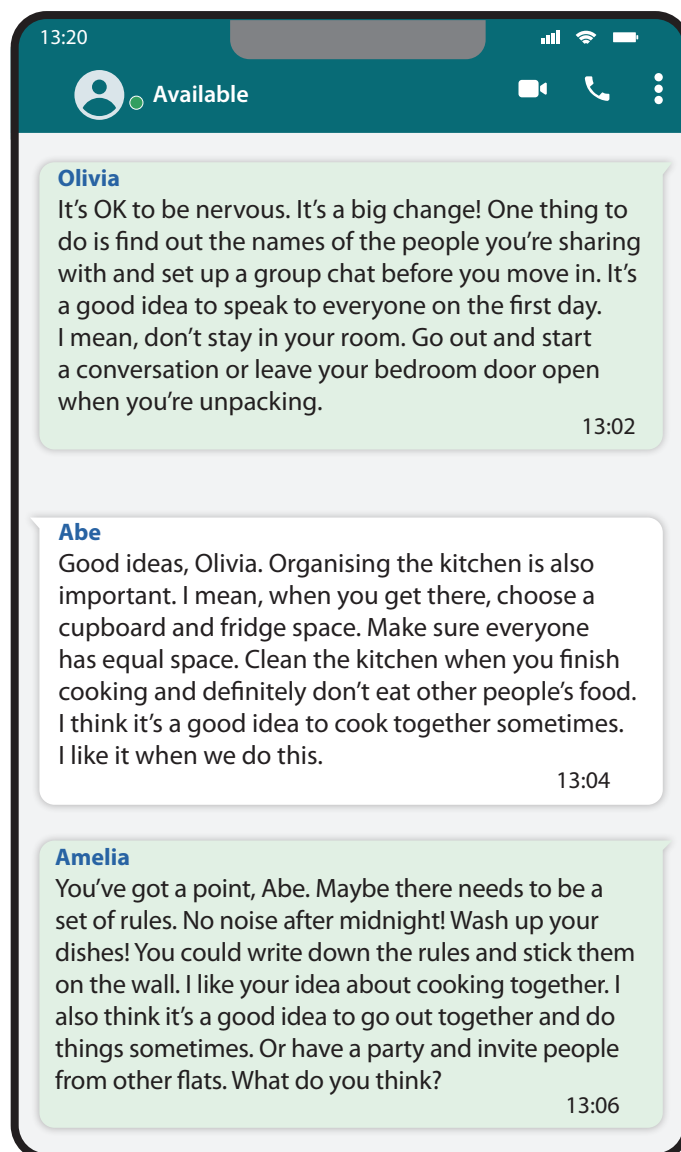 13:20
Available
Olivia
It’s OK to be nervous. It’s a big change! One thing to
do is find out the names of the people you’re sharing
with and set up a group chat before you move in. It’s
a good idea to speak to everyone on the first day.
I mean, don’t stay in your room. Go out and start
a conversation or leave your bedroom door open
when you’re unpacking.
13:02
Abe
Good ideas, Olivia. Organising the kitchen is also
important. I mean, when you get there, choose a
cupboard and fridge space. Make sure everyone
has equal space. Clean the kitchen when you finish
cooking and definitely don’t eat other people’s food.
I think it’s a good idea to cook together sometimes.
I like it when we do this.
13:04
Amelia
You’ve got a point, Abe. Maybe there needs to be a
set of rules. No noise after midnight! Wash up your
dishes! You could write down the rules and stick them
on the wall. I like your idea about cooking together. I
also think it’s a good idea to go out together and do
things sometimes. Or have a party and invite people
from other flats. What do you think?
13:06